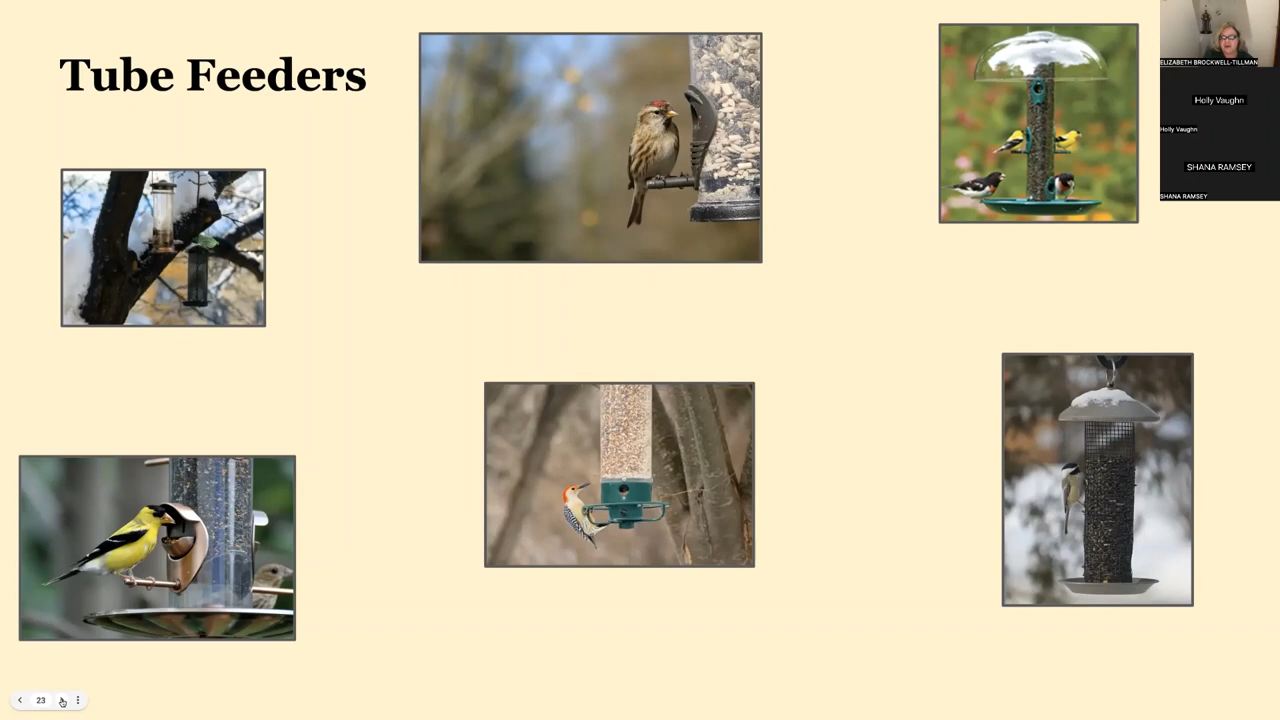 Tube Feeders
ELIZABETH BROCKWELL-TILLMAN
Holly Vaughn
Holly Vaughn
SHANA RAMSEY
SHANA RAMSEY
23